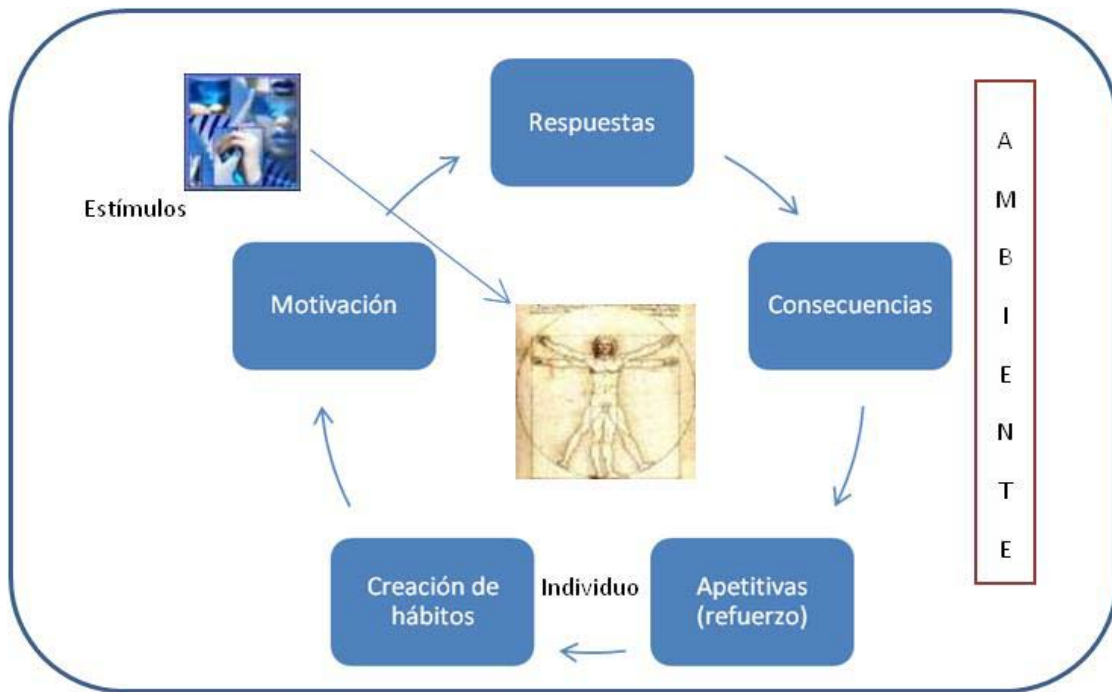 Respuestas
Estímulos
Motivación
Consecuencias
Creación de
hábitos
Individuo
Apetitivas
(refuerzo)
A
M
B
I
E
N
T
E